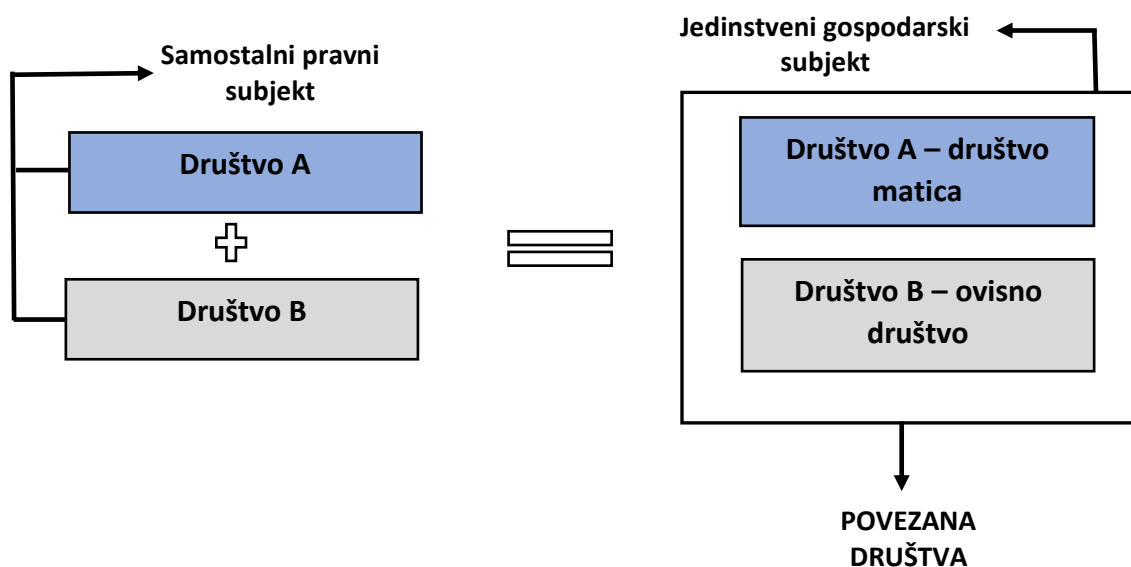 Samostalni pravni
subjekt
Društvo A
Društvo B
Jedinstveni gospodarski
subjekt
Društvo A – društvo
matica
Društvo B – ovisno
društvo
POVEZANA
DRUŠTVA